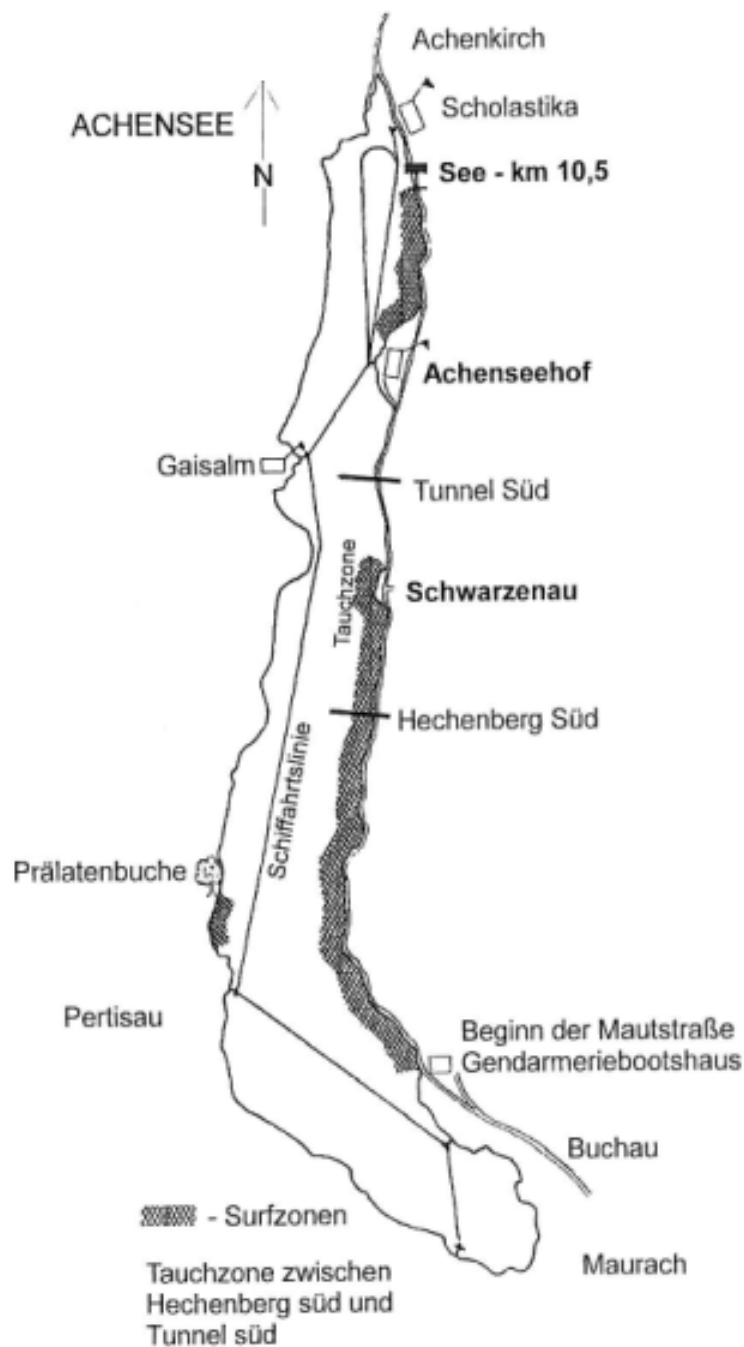 Achenkirch
Scholastika
ACHENSEE
N
See - km 10,5
Achenseehof
Gaisalm
Tunnel Süd
Tauchzone
Schwarzenau
Hechenberg Süd
Schiffahrtslinie
Prälatenbuche
Pertisau
Beginn der Mautstraße
Gendarmeriebootshaus
Buchau
- Surfzonen
Maurach
Tauchzone zwischen
Hechenberg süd und
Tunnel süd